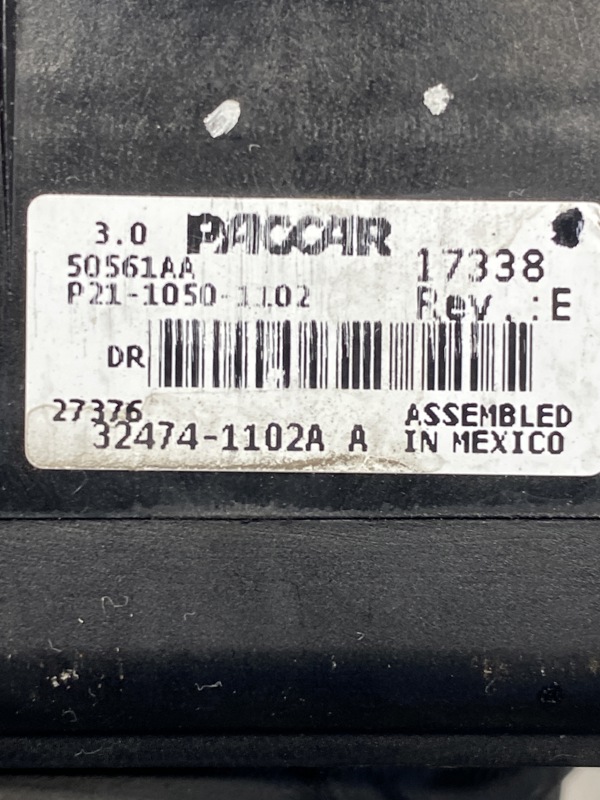 3.0 PACCAR
50561AA 17338
P21-1050-1102 Rev.:E
DR
27376 ASSEMBLED
32474-1102A A IN MEXICO